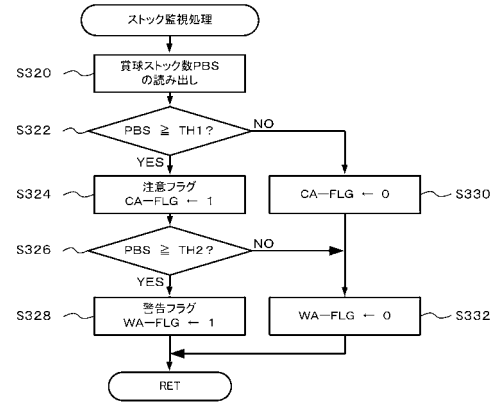 ストック監視処理
S320
賞球ストック数PBS
の読み出し
S322
PBS ≧ TH1?
NO
YES
S324
注意フラグ
CA-FLG ← 1
CA-FLG ← 0
S330
S326
PBS ≧ TH2?
NO
YES
S328
警告フラグ
WA-FLG ← 1
WA-FLG ← 0
S332
RET